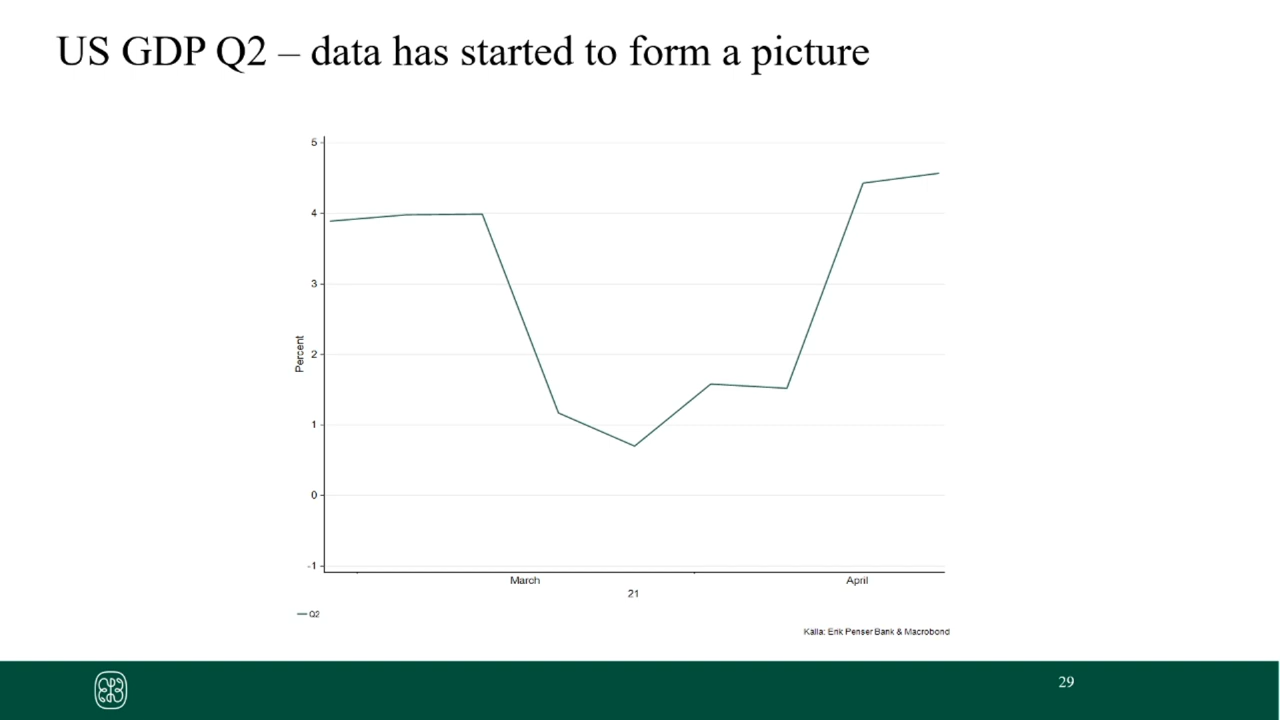 US GDP Q2 – data has started to form a picture
5
4
3
2
1
0
-1
Percent
March
April
21
Q2
Källa: Erik Penser Bank & Macrobond
29